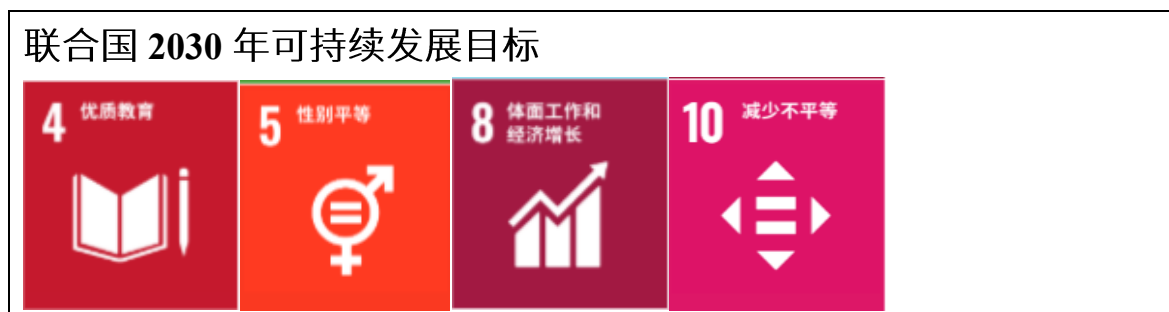 联合国 2030 年可持续发展目标
4 优质教育
5 性别平等
8 体面工作和
经济增长
10 减少不平等